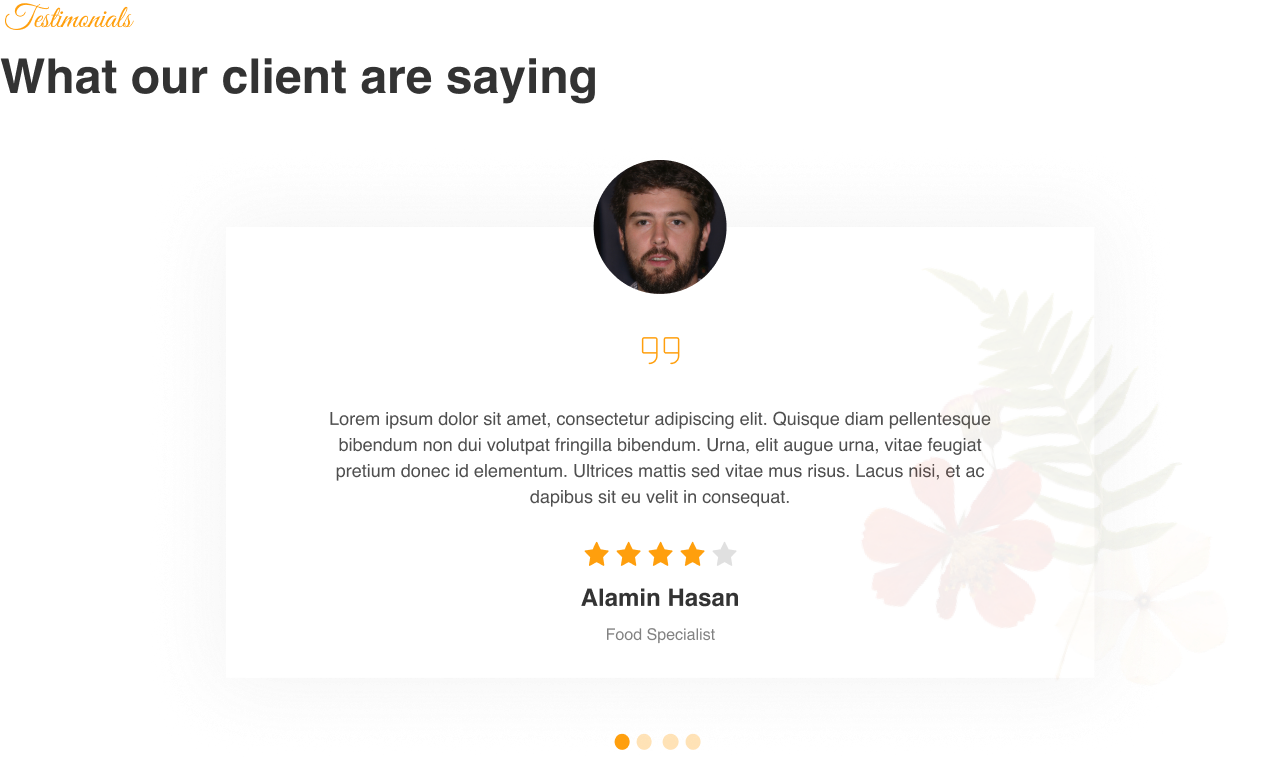 Testimonials
What our client are saying
Lorem ipsum dolor sit amet, consectetur adipiscing elit. Quisque diam pellentesque
bibendum non dui volutpat fringilla bibendum. Urna, elit augue urna, vitae feugiat
pretium donec id elementum. Ultrices mattis sed vitae mus risus. Lacus nisi, et ac
dapibus sit eu velit in consequat.
Alamin Hasan
Food Specialist